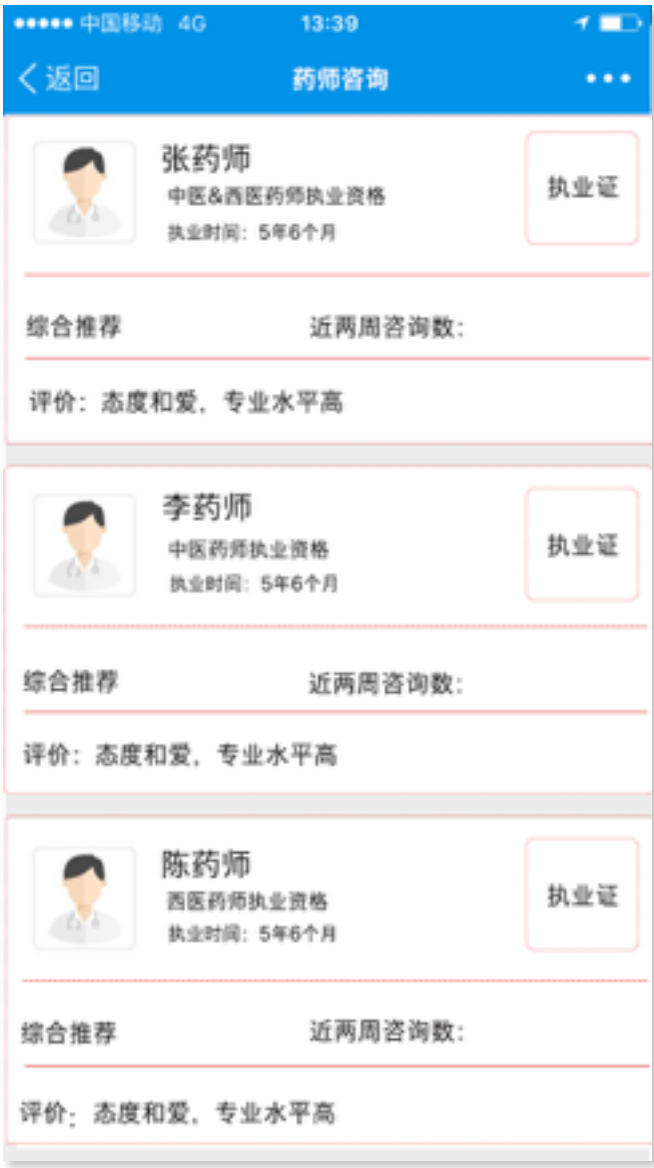 中国移动 4G 13:39
返回 药师咨询
张药师
中医&西医药师执业资格
执业时间：5年6个月
执业证
综合推荐 近两周咨询数：
评价：态度和爱，专业水平高
李药师
中医药师执业资格
执业时间：5年6个月
执业证
综合推荐 近两周咨询数：
评价：态度和爱，专业水平高
陈药师
西医药师执业资格
执业时间：5年6个月
执业证
综合推荐 近两周咨询数：
评价：态度和爱，专业水平高